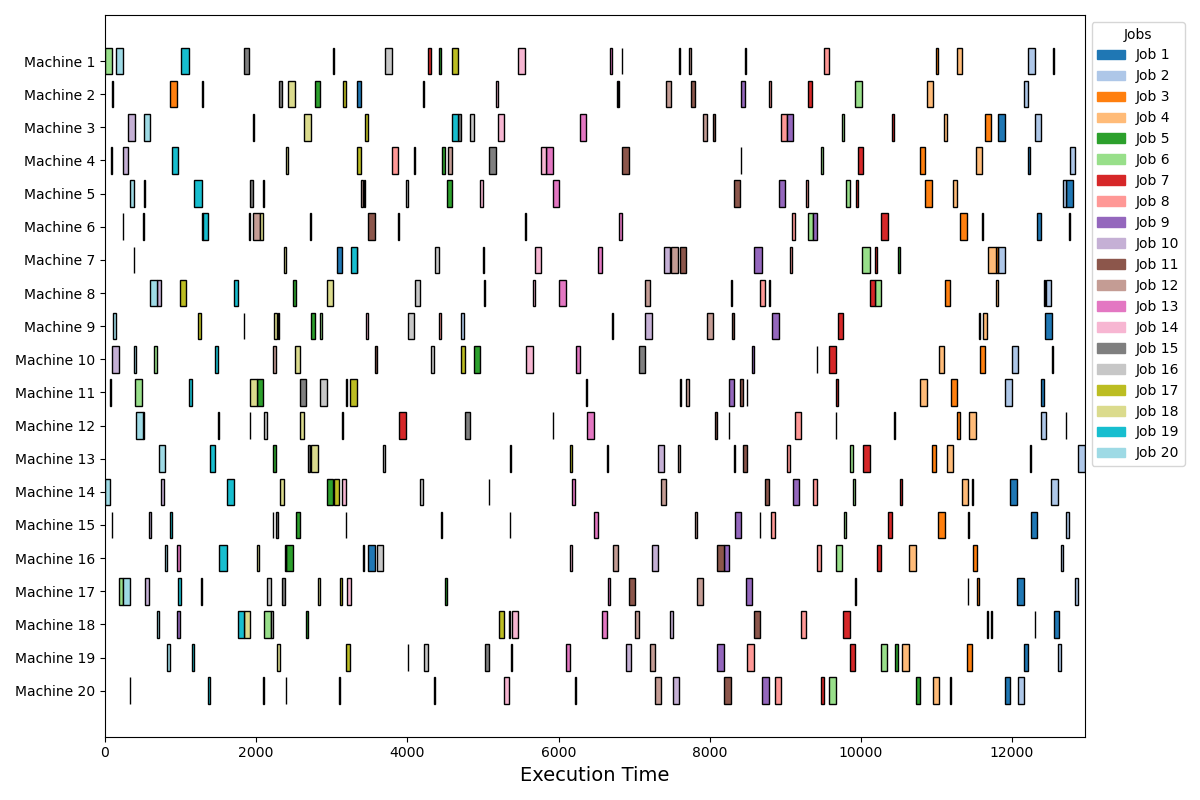 Machine 1
Machine 2
Machine 3
Machine 4
Machine 5
Machine 6
Machine 7
Machine 8
Machine 9
Machine 10
Machine 11
Machine 12
Machine 13
Machine 14
Machine 15
Machine 16
Machine 17
Machine 18
Machine 19
Machine 20
0 2000 4000 6000 8000 10000 12000
Execution Time
Jobs
Job 1
Job 2
Job 3
Job 4
Job 5
Job 6
Job 7
Job 8
Job 9
Job 10
Job 11
Job 12
Job 13
Job 14
Job 15
Job 16
Job 17
Job 18
Job 19
Job 20